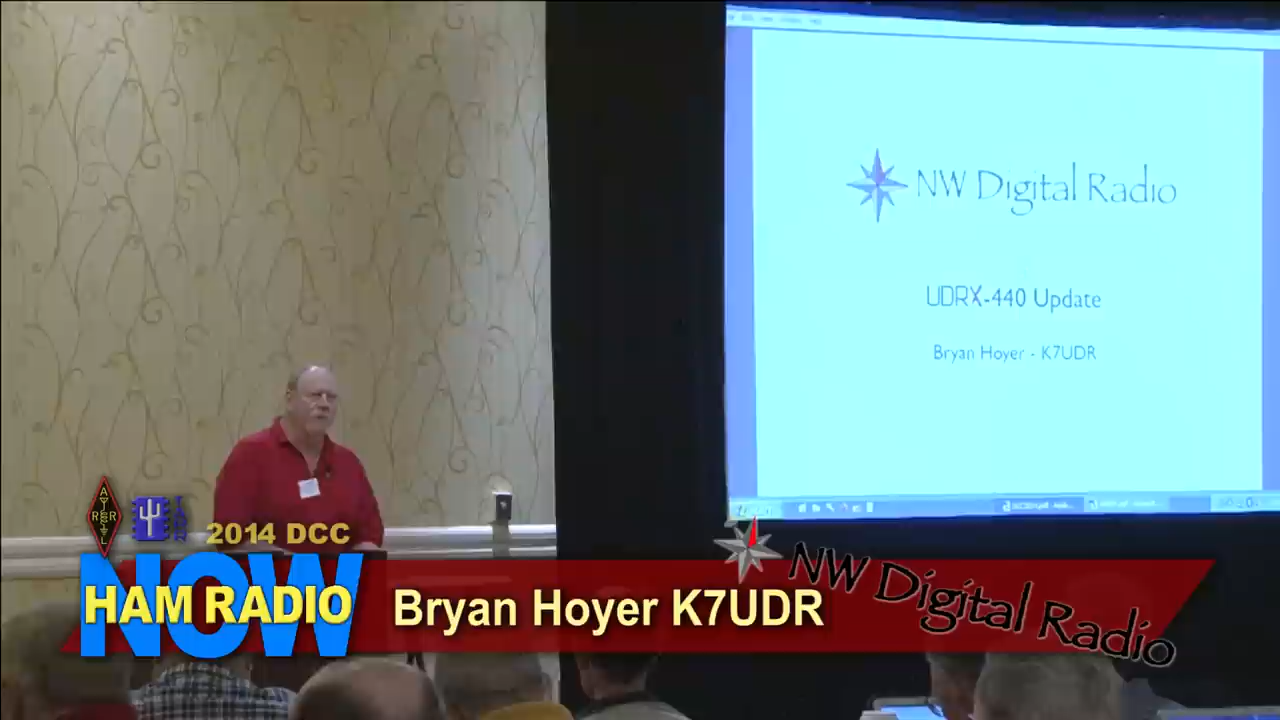 NW Digital Radio
UDRX-440 Update
Bryan Hoyer - K7UDR
2014 DCC
HAM RADIO
NOW
Bryan Hoyer K7UDR
NW Digital Radio